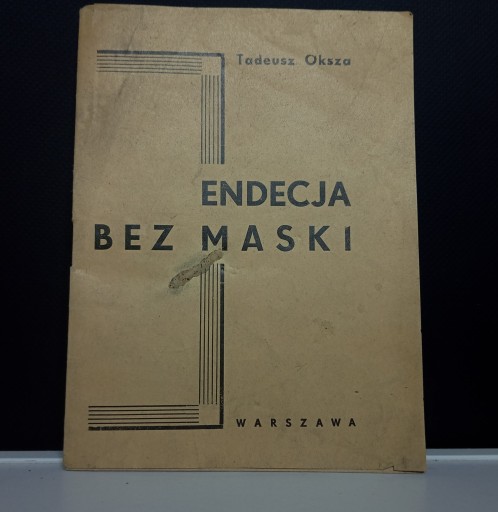 Tadeusz Oksza
ENDECJA
BEZ MASKI
WARSZAWA